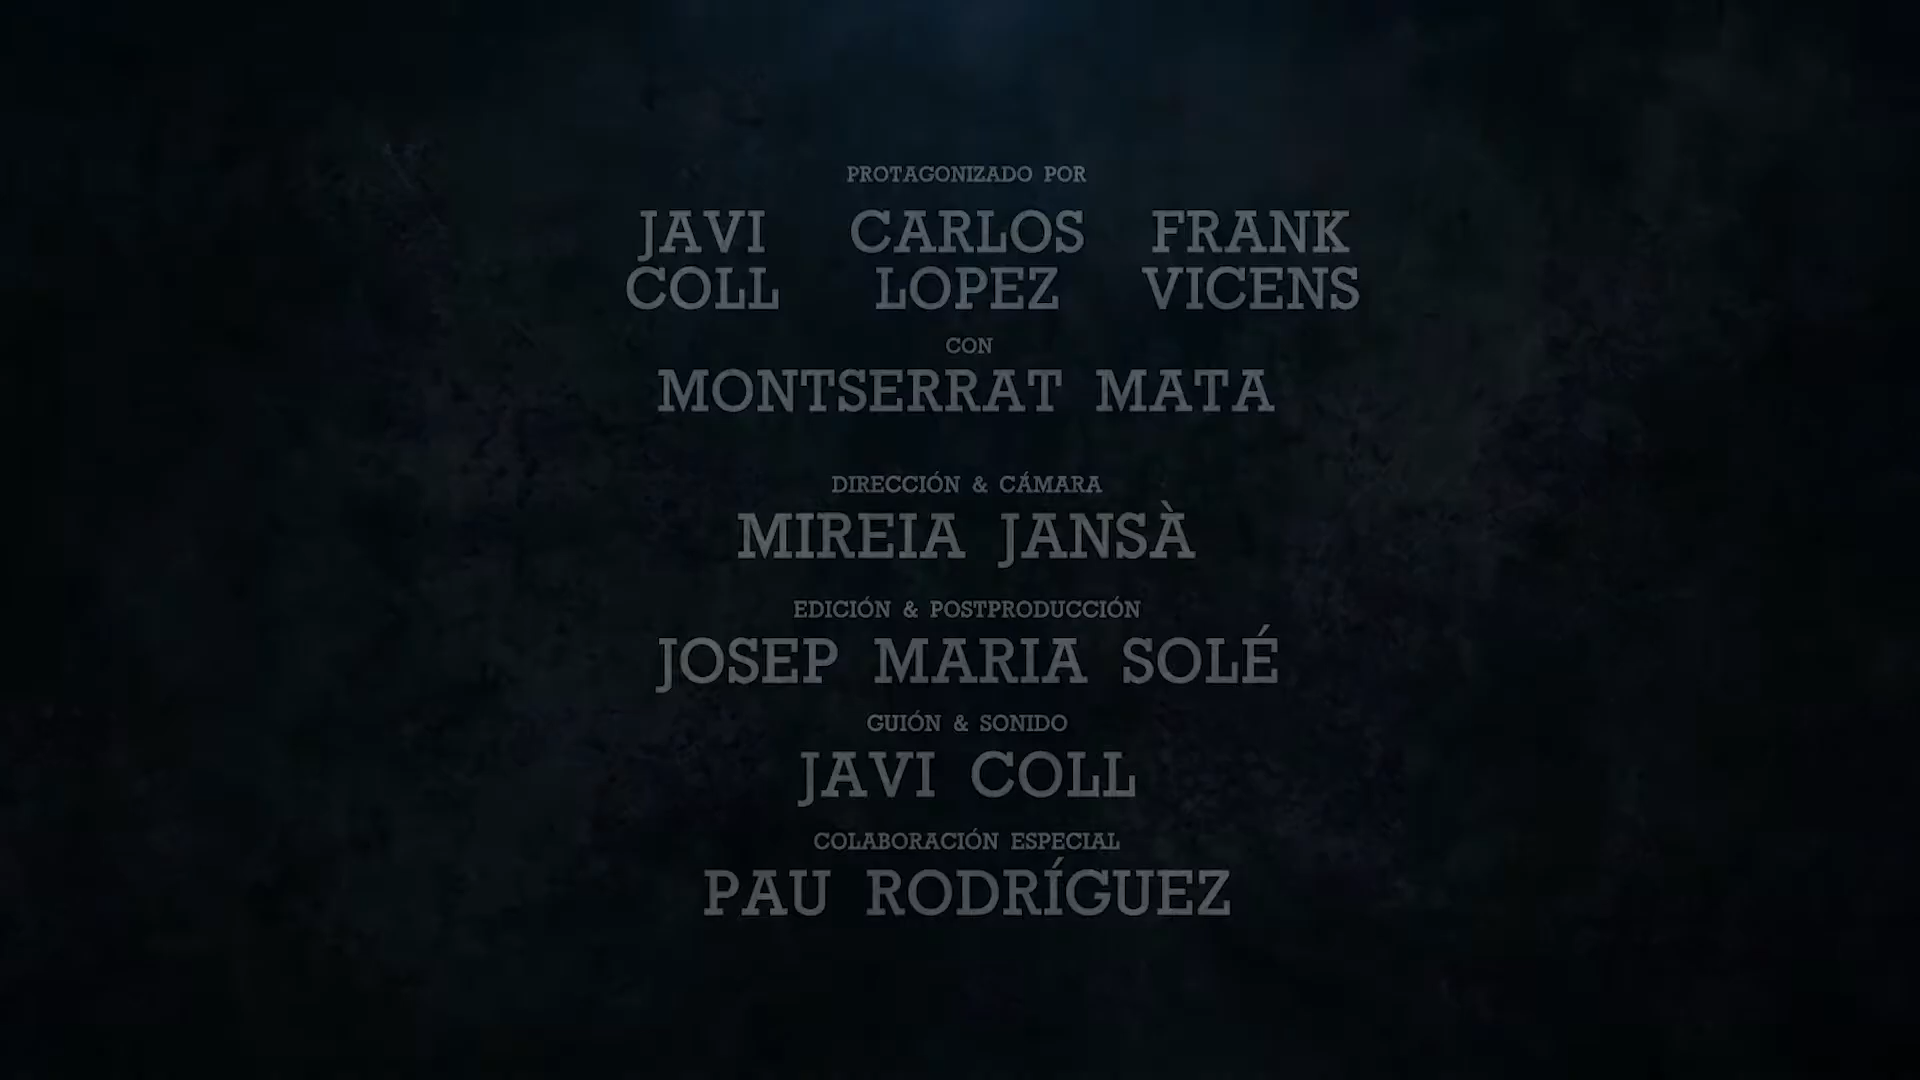 PROTAGONIZADO POR
JAVI CARLOS FRANK
COLL LOPEZ VICENS
CON
MONTSERRAT MATA
DIRECCIÓN & CÁMARA
MIREIA JANSÀ
EDICIÓN & POSTPRODUCCIÓN
JOSEP MARIA SOLÉ
GUIÓN & SONIDO
JAVI COLL
COLABORACIÓN ESPECIAL
PAU RODRÍGUEZ